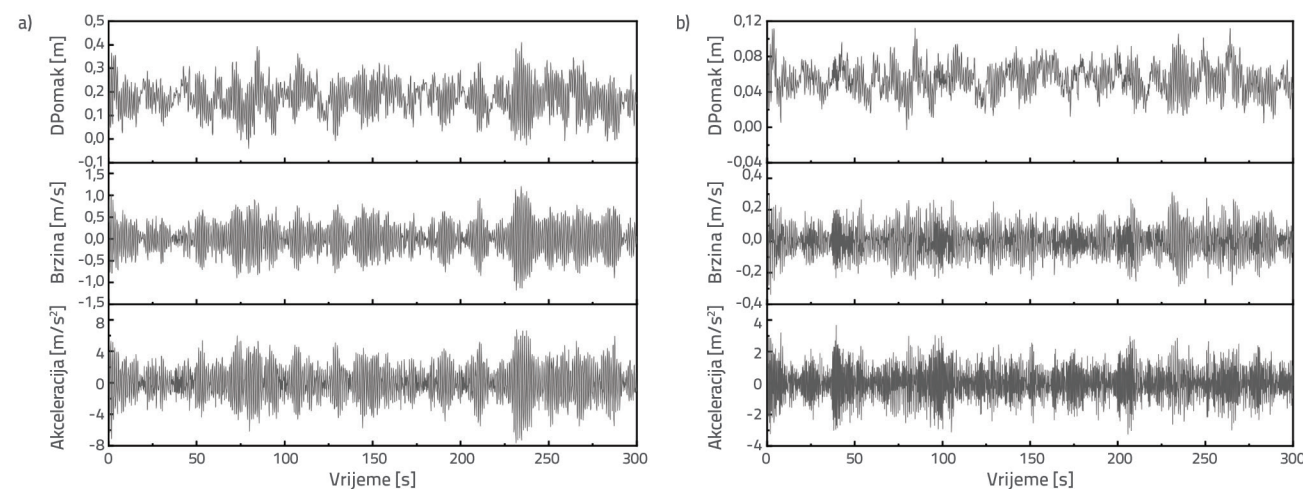 a)
DPomak [m]
0,5
0,4
0,3
0,2
0,1
0,0
-0,1
Brzina [m/s]
1,5
1,0
0,5
0,0
-0,5
-1,0
-1,5
Akceleracija [m/s²]
8
4
0
-4
-8
0 50 100 150 200 250 300
Vrijeme [s]
b)
DPomak [m]
0,12
0,08
0,04
0,00
-0,04
Brzina [m/s]
0,4
0,2
0,0
-0,2
-0,4
Akceleracija [m/s²]
4
2
0
-2
-4
0 50 100 150 200 250 300
Vrijeme [s]